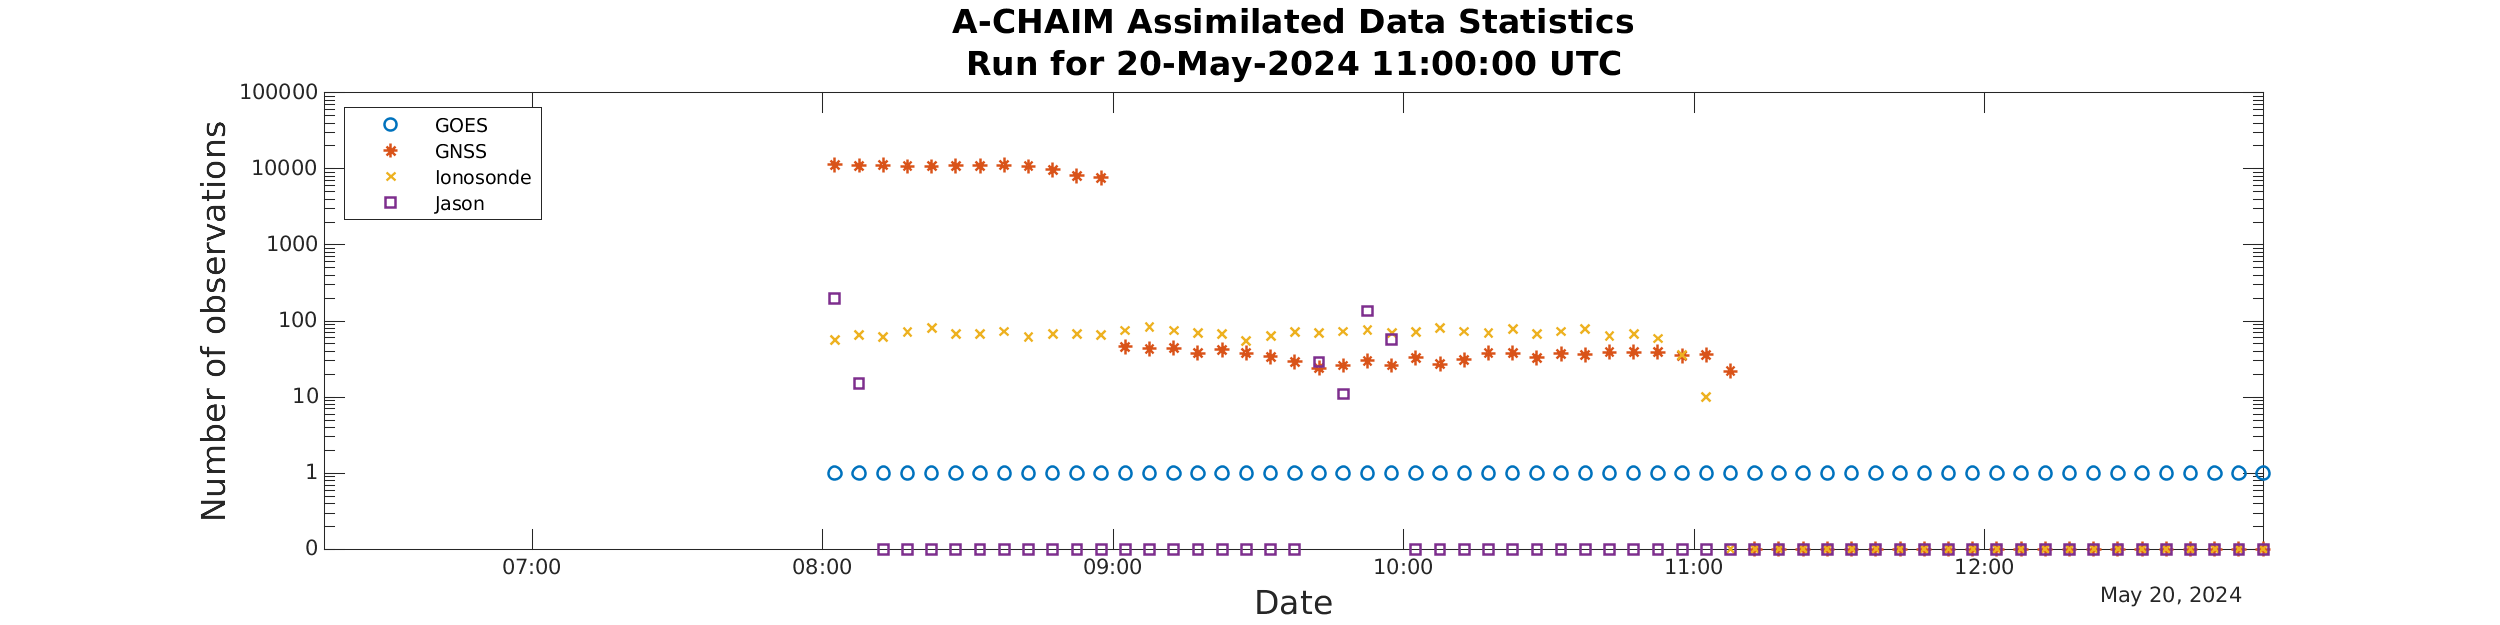 A-CHAIM Assimilated Data Statistics
Run for 20-May-2024 11:00:00 UTC
Number of observations
100000
10000
1000
100
10
1
0
GOES
GNSS
Ionosonde
Jason
07:00 08:00 09:00 10:00 11:00 12:00
Date
May 20, 2024